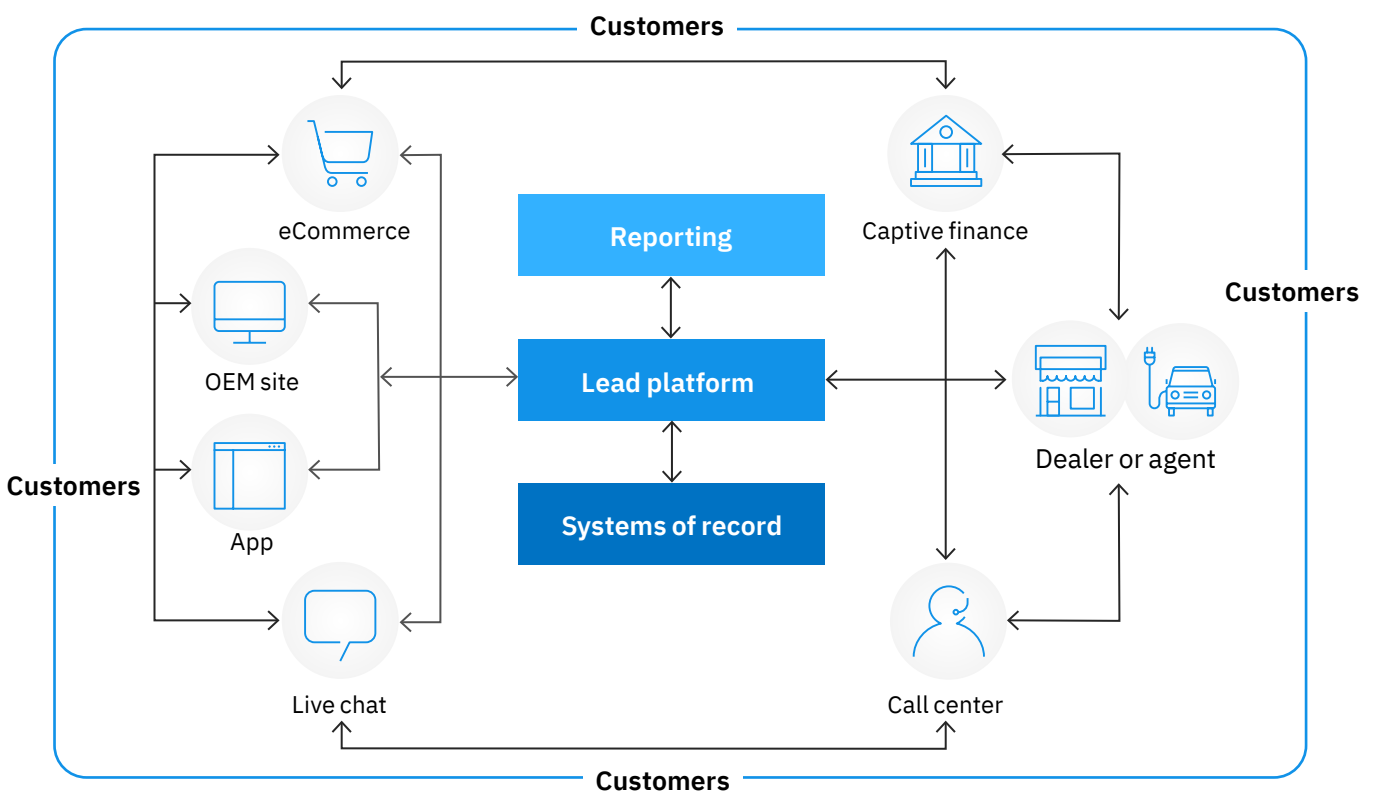 Customers
eCommerce
Captive finance
Reporting
Customers
OEM site
Lead platform
Dealer or agent
Customers
Systems of record
App
Live chat
Call center
Customers